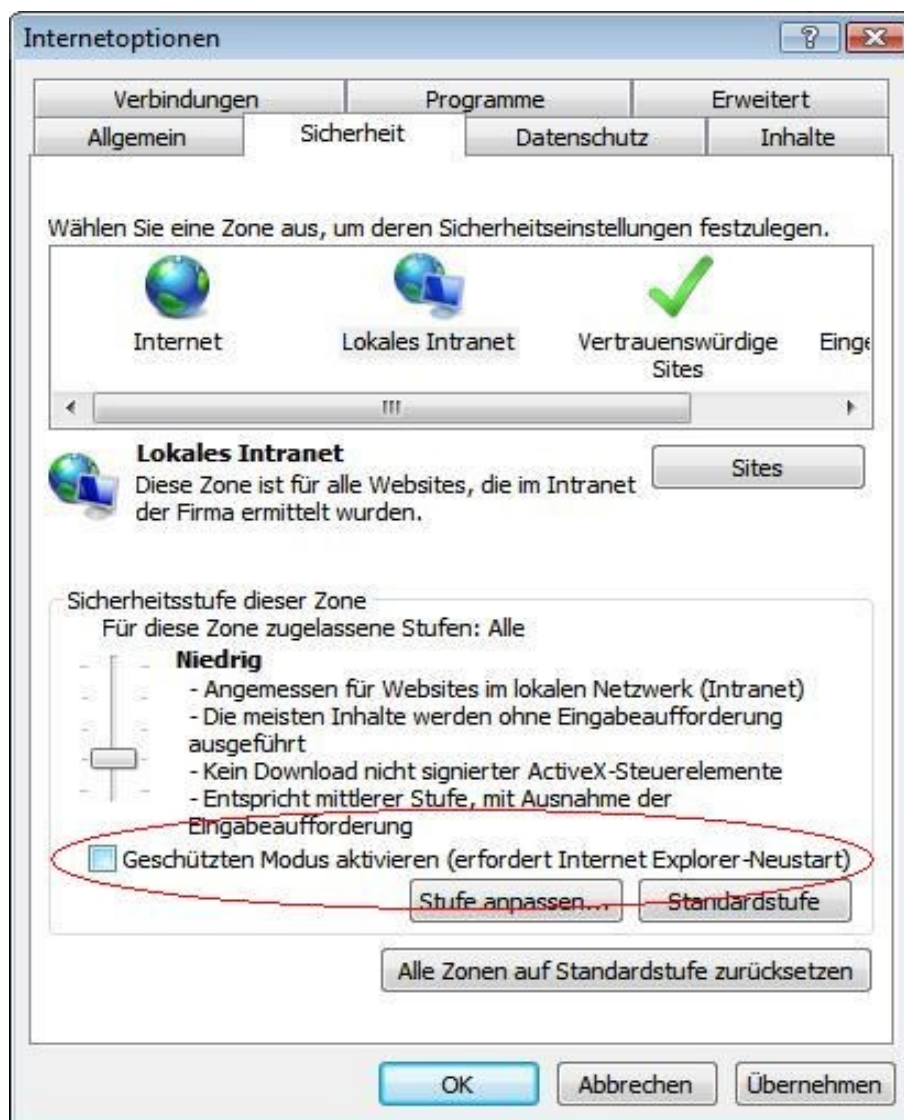 Internetoptionen
Verbindungen Programme Erweitert
Allgemein Sicherheit Datenschutz Inhalte
Wählen Sie eine Zone aus, um deren Sicherheitseinstellungen festzulegen.
Internet Lokales Intranet Vertrauenswürdige Einge
Sites
Lokales Intranet
Sites
Diese Zone ist für alle Websites, die im Intranet
der Firma ermittelt wurden.
Sicherheitsstufe dieser Zone
Für diese Zone zugelassene Stufen: Alle
Niedrig
- Angemessen für Websites im lokalen Netzwerk (Intranet)
- Die meisten Inhalte werden ohne Eingabeaufforderung
ausgeführt
- Kein Download nicht signierter ActiveX-Steuerelemente
- Entspricht mittlerer Stufe, mit Ausnahme der
Eingabeaufforderung
Geschützten Modus aktivieren (erfordert Internet Explorer-Neustart)
Stufe anpassen... Standardstufe
Alle Zonen auf Standardstufe zurücksetzen
OK Abbrechen Übernehmen